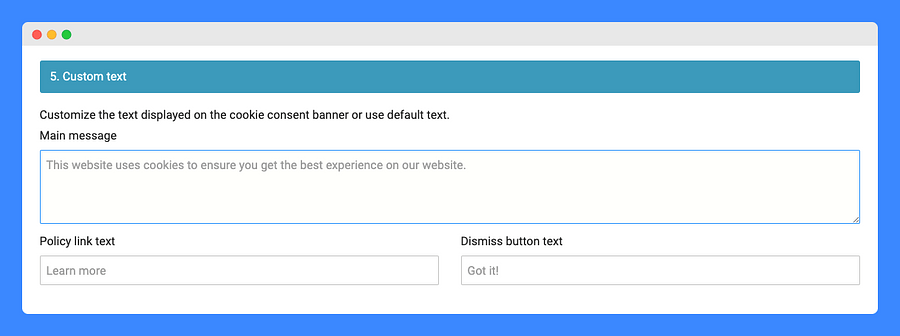 5. Custom text
Customize the text displayed on the cookie consent banner or use default text.
Main message
This website uses cookies to ensure you get the best experience on our website.
Policy link text
Dismiss button text
Learn more
Got it!